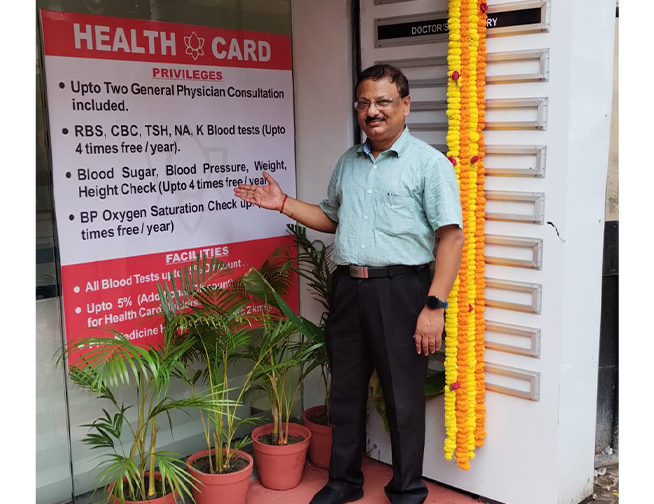 HEALTH CARD
PRIVILEGES
• Upto Two General Physician Consultation
included.
• RBS, CBC, TSH, NA, K Blood tests (Upto
4 times free / year).
• Blood Sugar, Blood Pressure, Weight,
Height Check (Upto 4 times free / year)
• BP Oxygen Saturation Check up
times free / year)
FACILITIES
• All Blood Tests upto
• Upto 5%
for Health Card
Medicine
DOCTOR'S